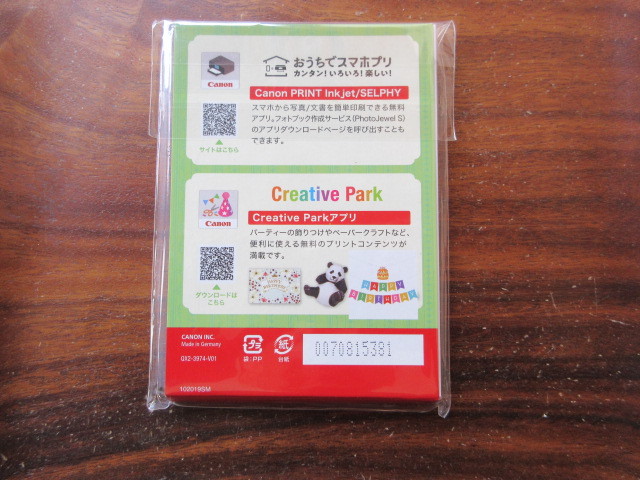 おうちでスマホプリ
カンタン！いろいろ！楽しい！
Canon
Canon PRINT Inkjet/SELPHY
スマホから写真/文書を簡単印刷できる無料
アプリ。フォトブック作成サービス(PhotoJewel S)
のアプリダウンロードページを呼び出すことも
できます。
サイトはこちら
Creative Park
Canon
Creative Parkアプリ
パーティーの飾りつけやペーパークラフトなど、
便利に使える無料のプリントコンテンツが
満載です。
ダウンロードは
こちら
HAPPY
BIRTHDAY
CANON INC.
Made in Germany
QX2-3974-V01
プラ
袋：PP
紙
台紙
0070815381
102019SM